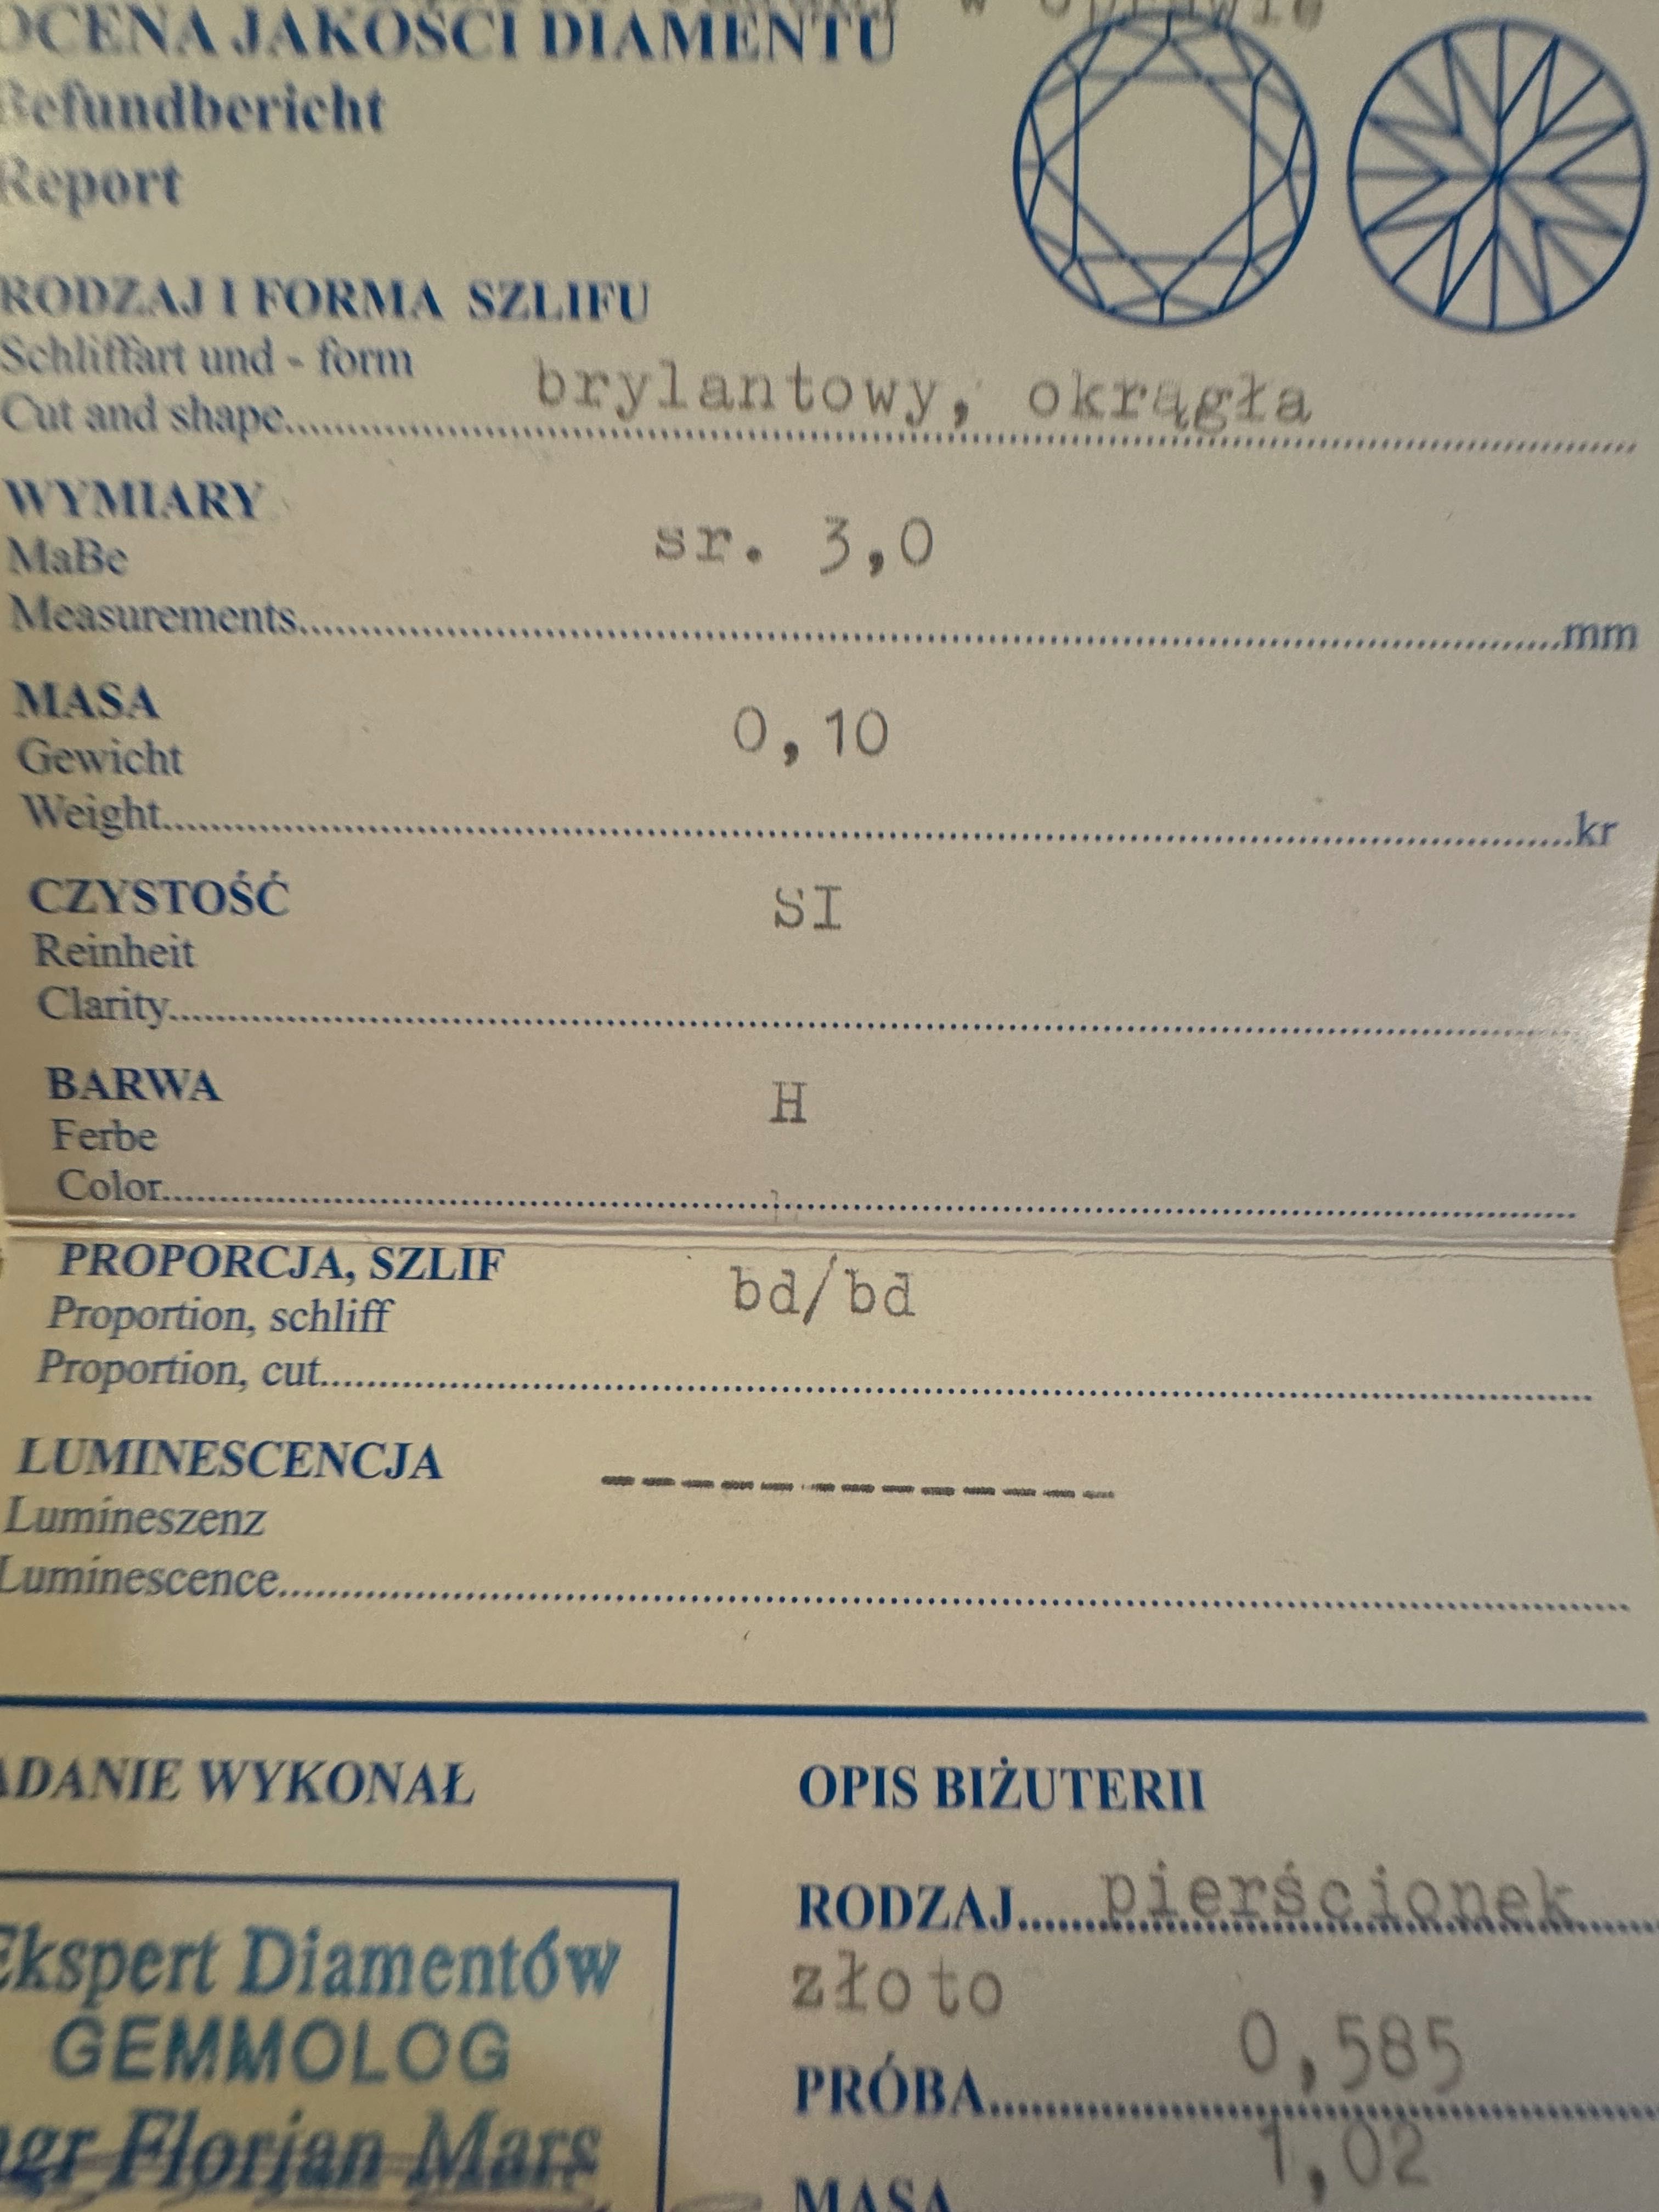 w oprawie
OCENA JAKOŚCI DIAMENTU
Befundbericht
Report
RODZAJ I FORMA SZLIFU
Schliffart und - form
brylantowy, okrągła
Cut and shape
WYMIARY
MaBe
sr. 3,0
Measurements mm
MASA
Gewicht
0,10
Weight kr
CZYSTOŚĆ
SI
Reinheit
Clarity
BARWA
H
Ferbe
Color
PROPORCJA, SZLIF
bd/bd
Proportion, schliff
Proportion, cut
LUMINESCENCJA
Lumineszenz
Luminescence
ADANIE WYKONAŁ
Ekspert Diamentów
GEMMOLOG
mgr Florian Mars
OPIS BIŻUTERII
RODZAJ pierścionek
złoto
0,585
PRÓBA
1,02
MASA